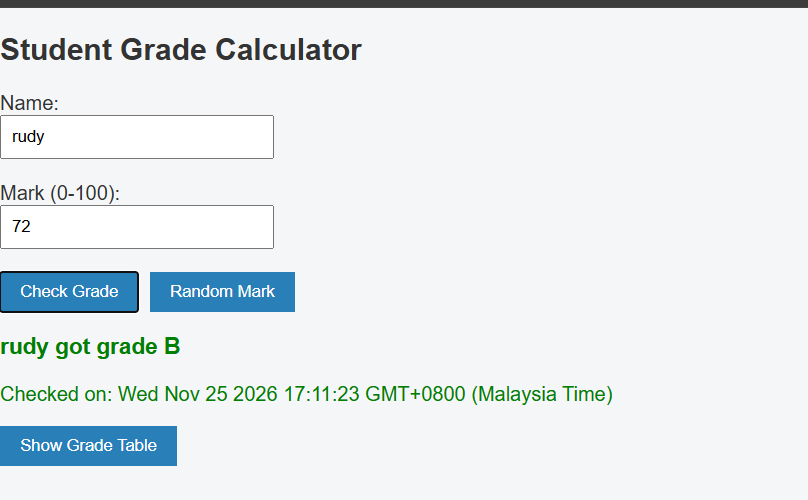 Student Grade Calculator
Name:
rudy
Mark (0-100):
72
Check Grade Random Mark
rudy got grade B
Checked on: Wed Nov 25 2026 17:11:23 GMT+0800 (Malaysia Time)
Show Grade Table